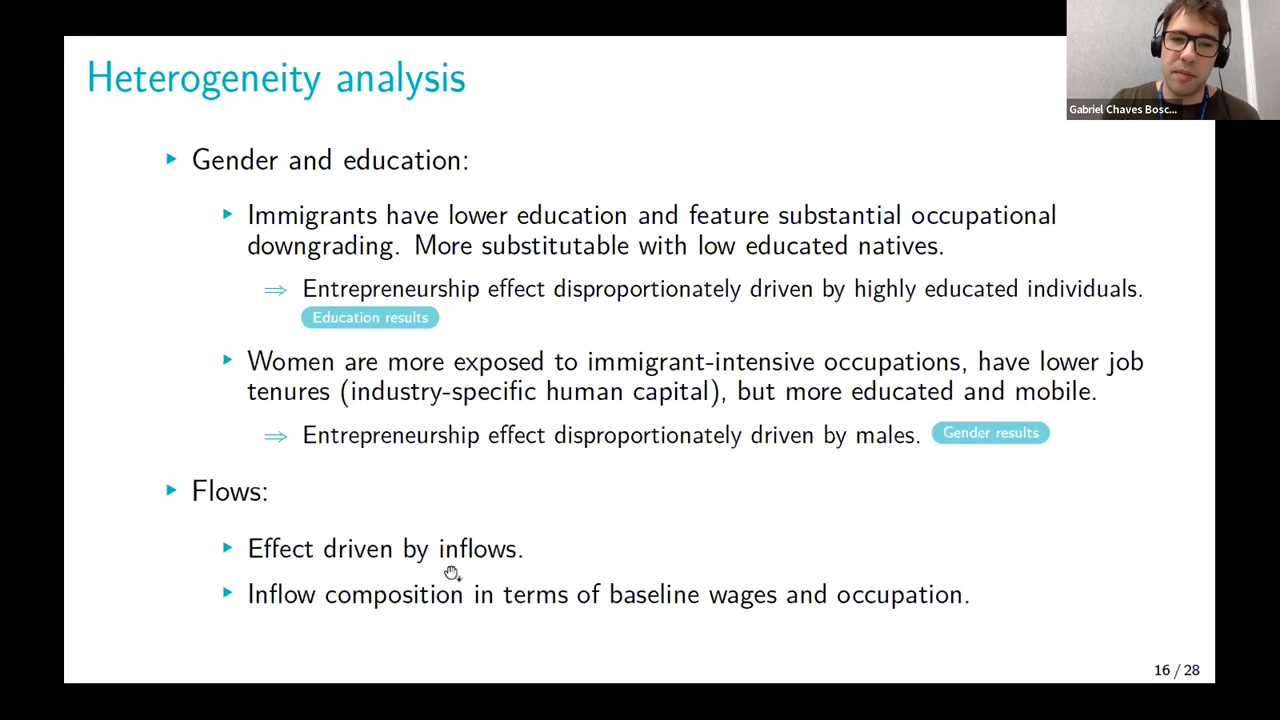 Heterogeneity analysis
Gabriel Chaves Bosc...
Gender and education:
Immigrants have lower education and feature substantial occupational
downgrading. More substitutable with low educated natives.
⇒ Entrepreneurship effect disproportionately driven by highly educated individuals.
Education results
Women are more exposed to immigrant-intensive occupations, have lower job
tenures (industry-specific human capital), but more educated and mobile.
⇒ Entrepreneurship effect disproportionately driven by males. Gender results
Flows:
Effect driven by inflows.
Inflow composition in terms of baseline wages and occupation.
16 / 28